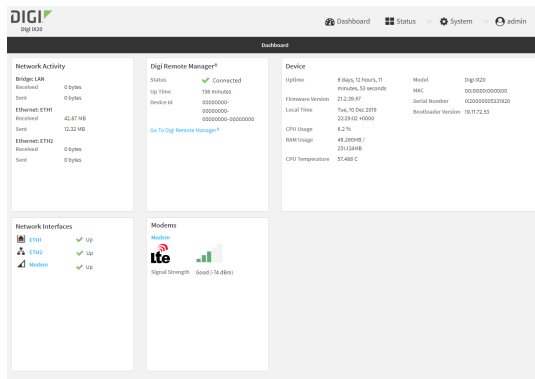 DIGI
Digi IX20
Dashboard
Status
System
admin
Dashboard
Network Activity
Bridge: LAN
Received 0 bytes
Sent 0 bytes
Ethernet: ETH1
Received 42.87 MB
Sent 12.32 MB
Ethernet: ETH2
Received 0 bytes
Sent 0 bytes
Digi Remote Manager®
Status Connected
Up Time 136 minutes
Device Id 00000000-
00000000-
00000000-00000000
Go To Digi Remote Manager®
Device
Uptime 6 days, 12 hours, 11
minutes, 53 seconds
Firmware Version 21.2.39.67
Local Time Tue, 10 Dec 2019
22:28:02 +0000
CPU Usage 6.2 %
RAM Usage 48.260MB /
251.124MB
CPU Temperature 57.466 C
Model Digi IX20
MAC 00:00:00:00:00:00
Serial Number IX20000005231920
Bootloader Version 19.11.72.53
Network Interfaces
ETH1 Up
ETH2 Up
Modem Up
Modems
Modem
lte
Signal Strength Good (-74 dBm)